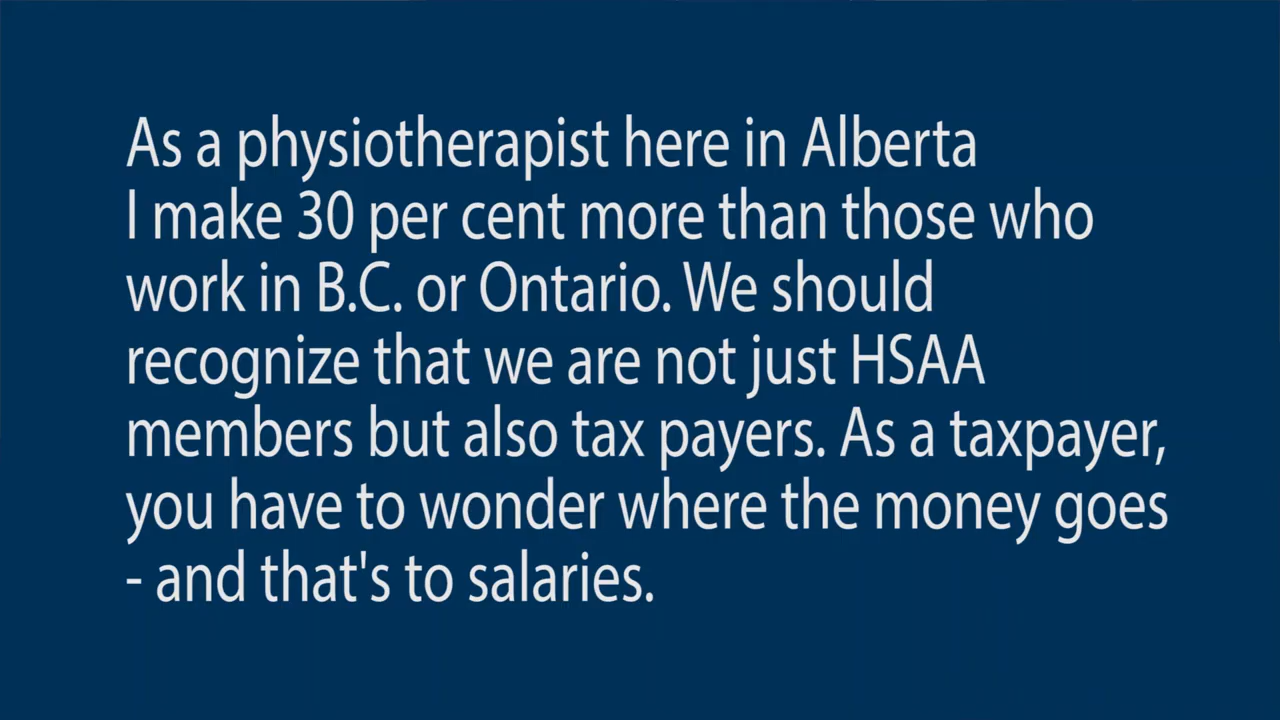 As a physiotherapist here in Alberta
I make 30 per cent more than those who
work in B.C. or Ontario. We should
recognize that we are not just HSAA
members but also tax payers. As a taxpayer,
you have to wonder where the money goes
- and that's to salaries.